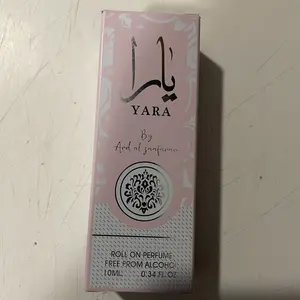 يارا
YARA
By
Ard al zaafaran
ROLL ON PERFUME
FREE FROM ALCOHOL
10ML. 0.34 FL.OZ.